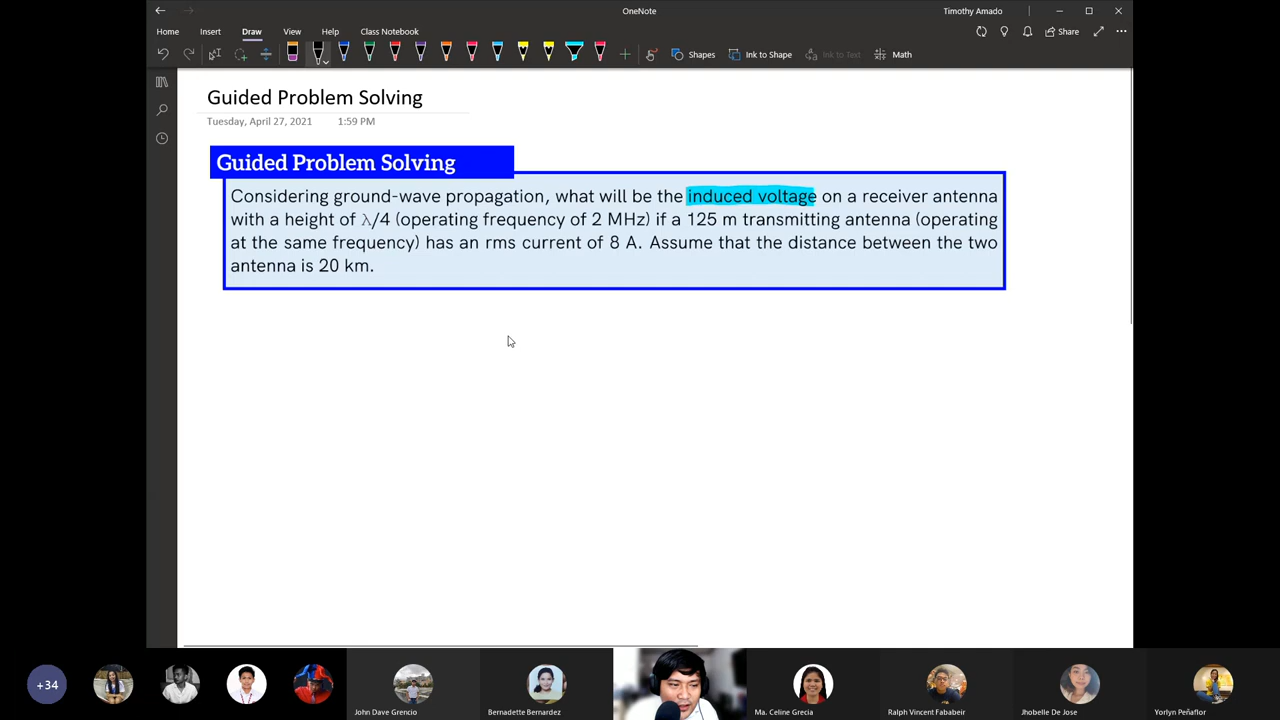 OneNote
Timothy Amado
Home Insert Draw View Help Class Notebook
Share
Shapes Ink to Shape Ink to Text Math
Guided Problem Solving
Tuesday, April 27, 2021 1:59 PM
Guided Problem Solving
Considering ground-wave propagation, what will be the induced voltage on a receiver antenna
with a height of λ/4 (operating frequency of 2 MHz) if a 125 m transmitting antenna (operating
at the same frequency) has an rms current of 8 A. Assume that the distance between the two
antenna is 20 km.
+34
John Dave Grencio
Bernadette Bernardez
Ma. Celine Grecia
Ralph Vincent Fababeir
Jhobelle De Jose
Yorlyn Peñaflor